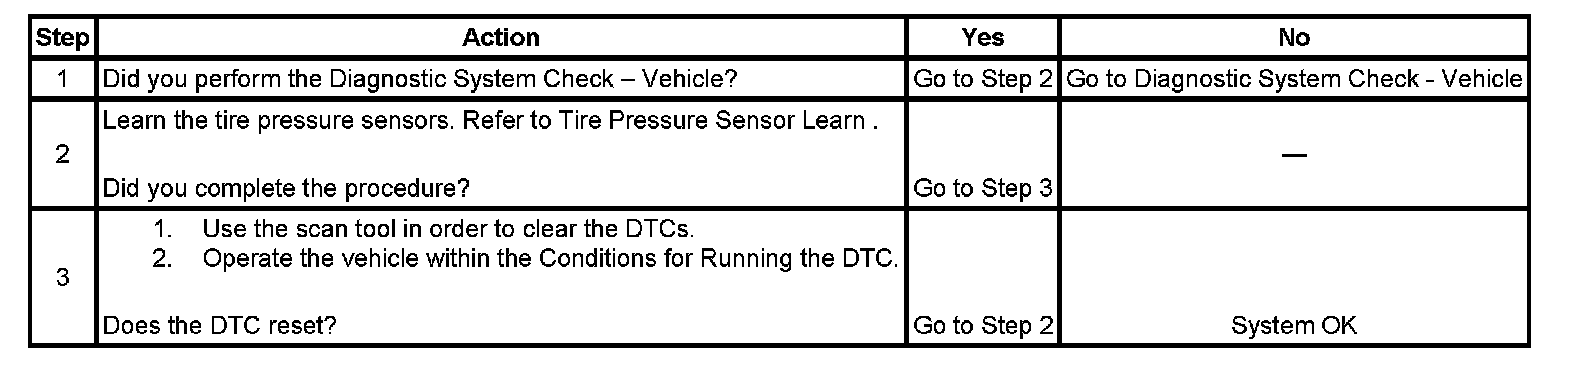 Step Action Yes No
1 Did you perform the Diagnostic System Check – Vehicle? Go to Step 2 Go to Diagnostic System Check - Vehicle
Learn the tire pressure sensors. Refer to Tire Pressure Sensor Learn .
2 —
Did you complete the procedure? Go to Step 3
1. Use the scan tool in order to clear the DTCs.
2. Operate the vehicle within the Conditions for Running the DTC.
3
Does the DTC reset? Go to Step 2 System OK